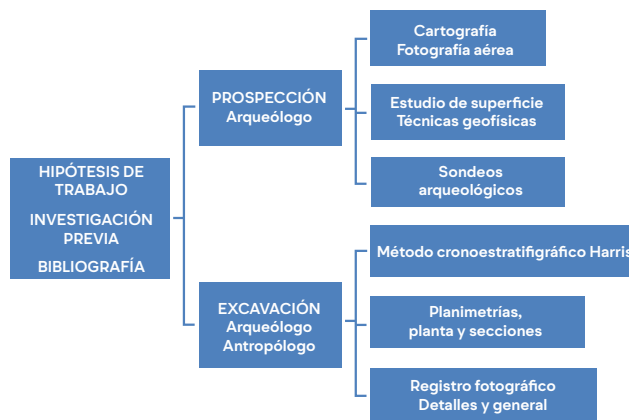 HIPÓTESIS DE
TRABAJO
INVESTIGACIÓN
PREVIA
BIBLIOGRAFÍA
PROSPECCIÓN
Arqueólogo
Cartografía
Fotografía aérea
Estudio de superficie
Técnicas geofísicas
Sondeos
arqueológicos
EXCAVACIÓN
Arqueólogo
Antropólogo
Método cronoestratifigráfico Harris
Planimetrías,
planta y secciones
Registro fotográfico
Detalles y general